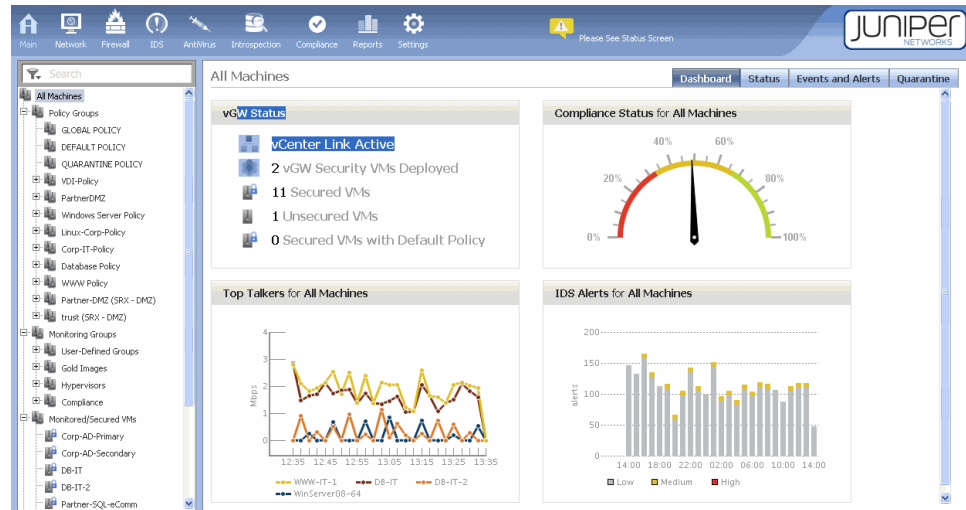 Main Network Firewall IDS AntiVirus Introspection Compliance Reports Settings
Please See Status Screen
JUNIPEr
NETWORKS
Search
All Machines
Policy Groups
GLOBAL POLICY
DEFAULT POLICY
QUARANTINE POLICY
VDI-Policy
PartnerDMZ
Windows Server Policy
Linux-Corp-Policy
Corp-IT-Policy
Database Policy
WWW Policy
Partner-DMZ (SRX - DMZ)
trust (SRX - DMZ)
Monitoring Groups
User-Defined Groups
Gold Images
Hypervisors
Compliance
Monitored/Secured VMs
Corp-AD-Primary
Corp-AD-Secondary
DB-IT
DB-IT-2
Partner-SQL-eComm
All Machines
Dashboard Status Events and Alerts Quarantine
vGW Status
vCenter Link Active
2 vGW Security VMs Deployed
11 Secured VMs
1 Unsecured VMs
0 Secured VMs with Default Policy
Compliance Status for All Machines
40% 60%
20% 80%
0% 100%
Top Talkers for All Machines
4
3
2
1
0
Mbps
12:35 12:45 12:55 13:05 13:15 13:25 13:35
WWW-IT-1 DB-IT DB-IT-2
WinServer08-64
IDS Alerts for All Machines
200
150
100
50
0
alerts
14:00 18:00 22:00 02:00 06:00 10:00 14:00
Low Medium High